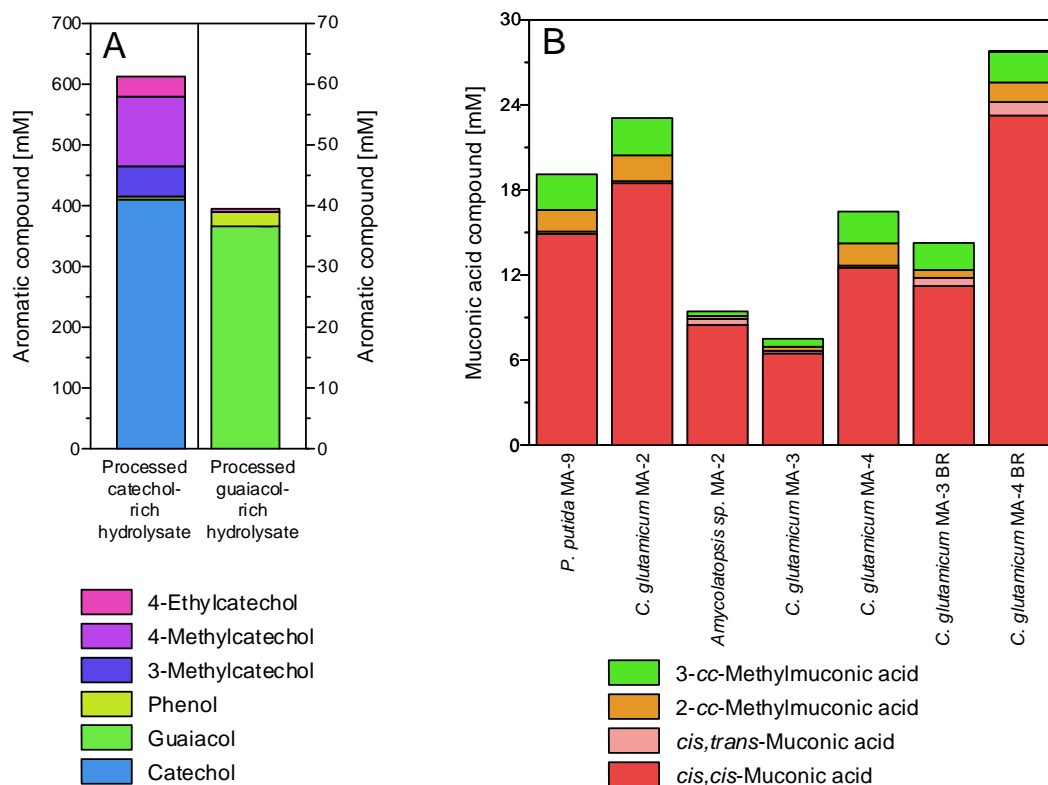 A
Aromatic compound [mM]
700
600
500
400
300
200
100
0
70
60
50
40
30
20
10
0
Aromatic compound [mM]
Processed
catechol-
rich
hydrolysate
Processed
guaiacol-
rich
hydrolysate
4-Ethylcatechol
4-Methylcatechol
3-Methylcatechol
Phenol
Guaiacol
Catechol
B
Muconic acid compound [mM]
30
24
18
12
6
0
P. putida MA-9
C. glutamicum MA-2
Amycolatopsis sp. MA-2
C. glutamicum MA-3
C. glutamicum MA-4
C. glutamicum MA-3 BR
C. glutamicum MA-4 BR
3-cc-Methylmuconic acid
2-cc-Methylmuconic acid
cis,trans-Muconic acid
cis,cis-Muconic acid